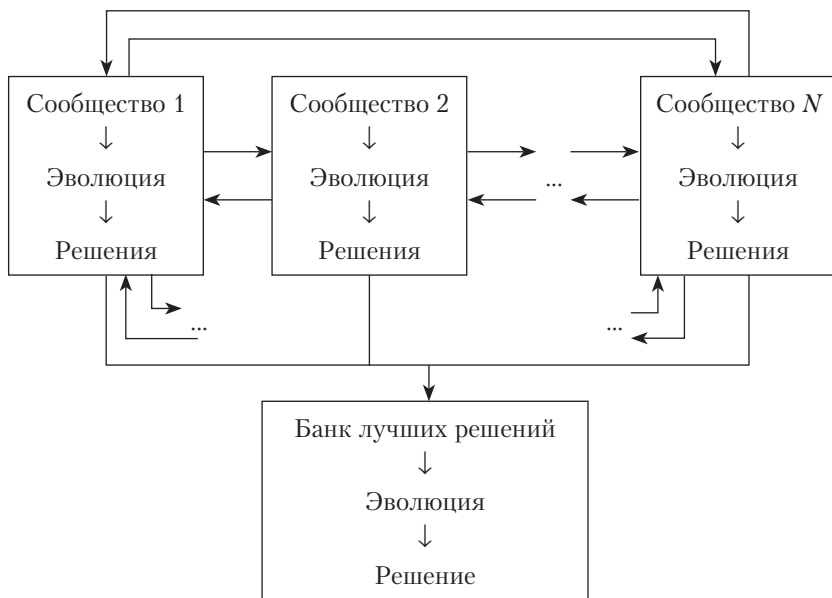 Сообщество 1
↓
Эволюция
↓
Решения
Сообщество 2
↓
Эволюция
↓
Решения
...
Сообщество N
↓
Эволюция
↓
Решения
...
...
Банк лучших решений
↓
Эволюция
↓
Решение